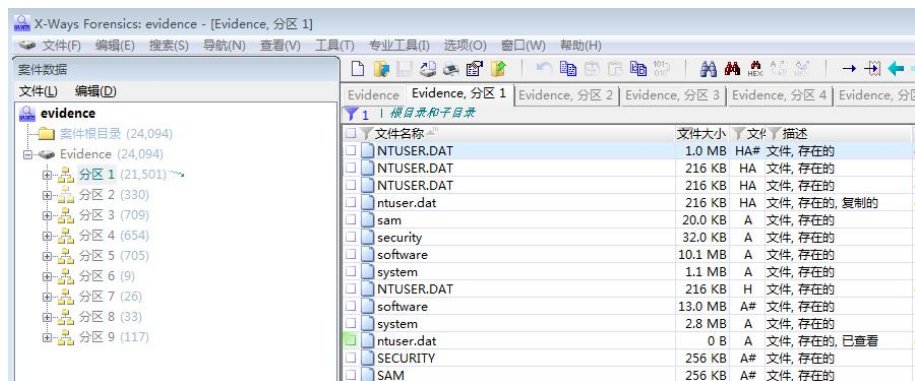 X-Ways Forensics: evidence - [Evidence, 分区 1]
文件(F) 编辑(E) 搜索(S) 导航(N) 查看(V) 工具(T) 专业工具(I) 选项(O) 窗口(W) 帮助(H)
案件数据
文件(L) 编辑(D)
evidence
案件根目录 (24,094)
Evidence (24,094)
分区 1 (21,501)
分区 2 (330)
分区 3 (709)
分区 4 (654)
分区 5 (705)
分区 6 (9)
分区 7 (26)
分区 8 (33)
分区 9 (117)
Evidence Evidence, 分区 1 Evidence, 分区 2 Evidence, 分区 3 Evidence, 分区 4 Evidence, 
1 根目录和子目录
文件名称 文件大小 描述
NTUSER.DAT 1.0 MB HA# 文件, 存在的
NTUSER.DAT 216 KB HA 文件, 存在的
NTUSER.DAT 216 KB HA 文件, 存在的
ntuser.dat 216 KB HA 文件, 存在的, 复制的
sam 20.0 KB A 文件, 存在的
security 32.0 KB A 文件, 存在的
software 10.1 MB A 文件, 存在的
system 1.1 MB A 文件, 存在的
NTUSER.DAT 216 KB H 文件, 存在的
software 13.0 MB A# 文件, 存在的
system 2.8 MB A 文件, 存在的
ntuser.dat 0 B A 文件, 存在的, 已查看
SECURITY 256 KB A# 文件, 存在的
SAM 256 KB A# 文件, 存在的